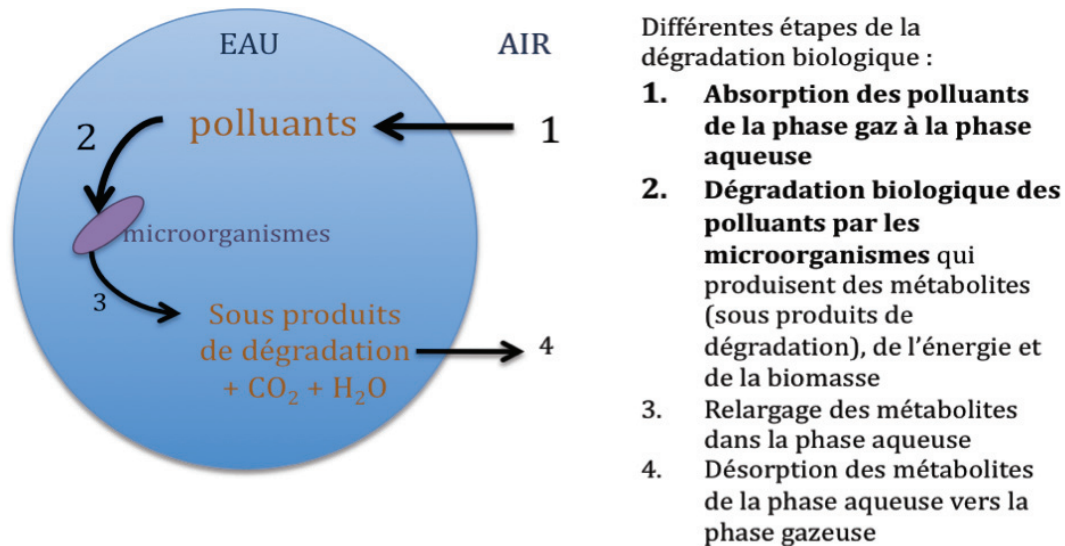 EAU
AIR
polluants
1
2
microorganismes
3
Sous produits
de dégradation
+ CO₂ + H₂O
4
Différentes étapes de la
dégradation biologique :
1. Absorption des polluants
de la phase gaz à la phase
aqueuse
2. Dégradation biologique des
polluants par les
microorganismes qui
produisent des métabolites
(sous produits de
dégradation), de l'énergie et
de la biomasse
3. Relargage des métabolites
dans la phase aqueuse
4. Désorption des métabolites
de la phase aqueuse vers la
phase gazeuse